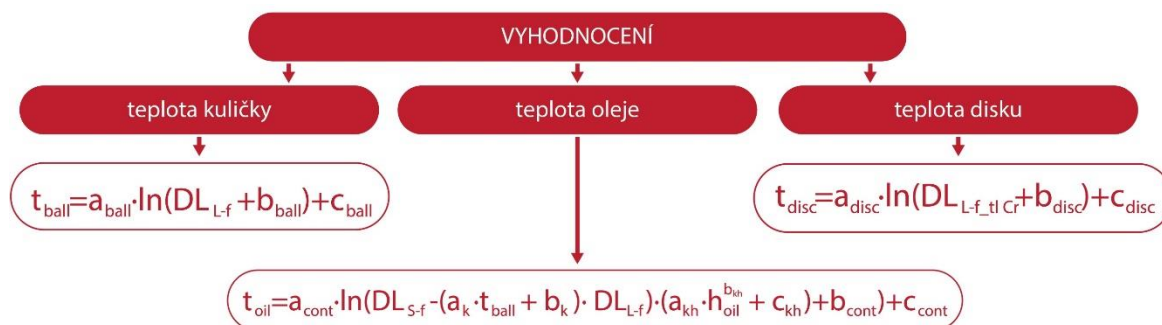 VYHODNOCENÍ
teplota kuličky
teplota oleje
teplota disku
t_ball=a_ball·ln(DL_L-f +b_ball)+c_ball
t_disc=a_disc·ln(DL_L-f_tl Cr+b_disc)+c_disc
t_oil=a_cont·ln(DL_S-f -(a_k·t_ball + b_k)·DL_L-f)·(a_kh·h_oil^b_kh + c_kh)+b_cont)+c_cont